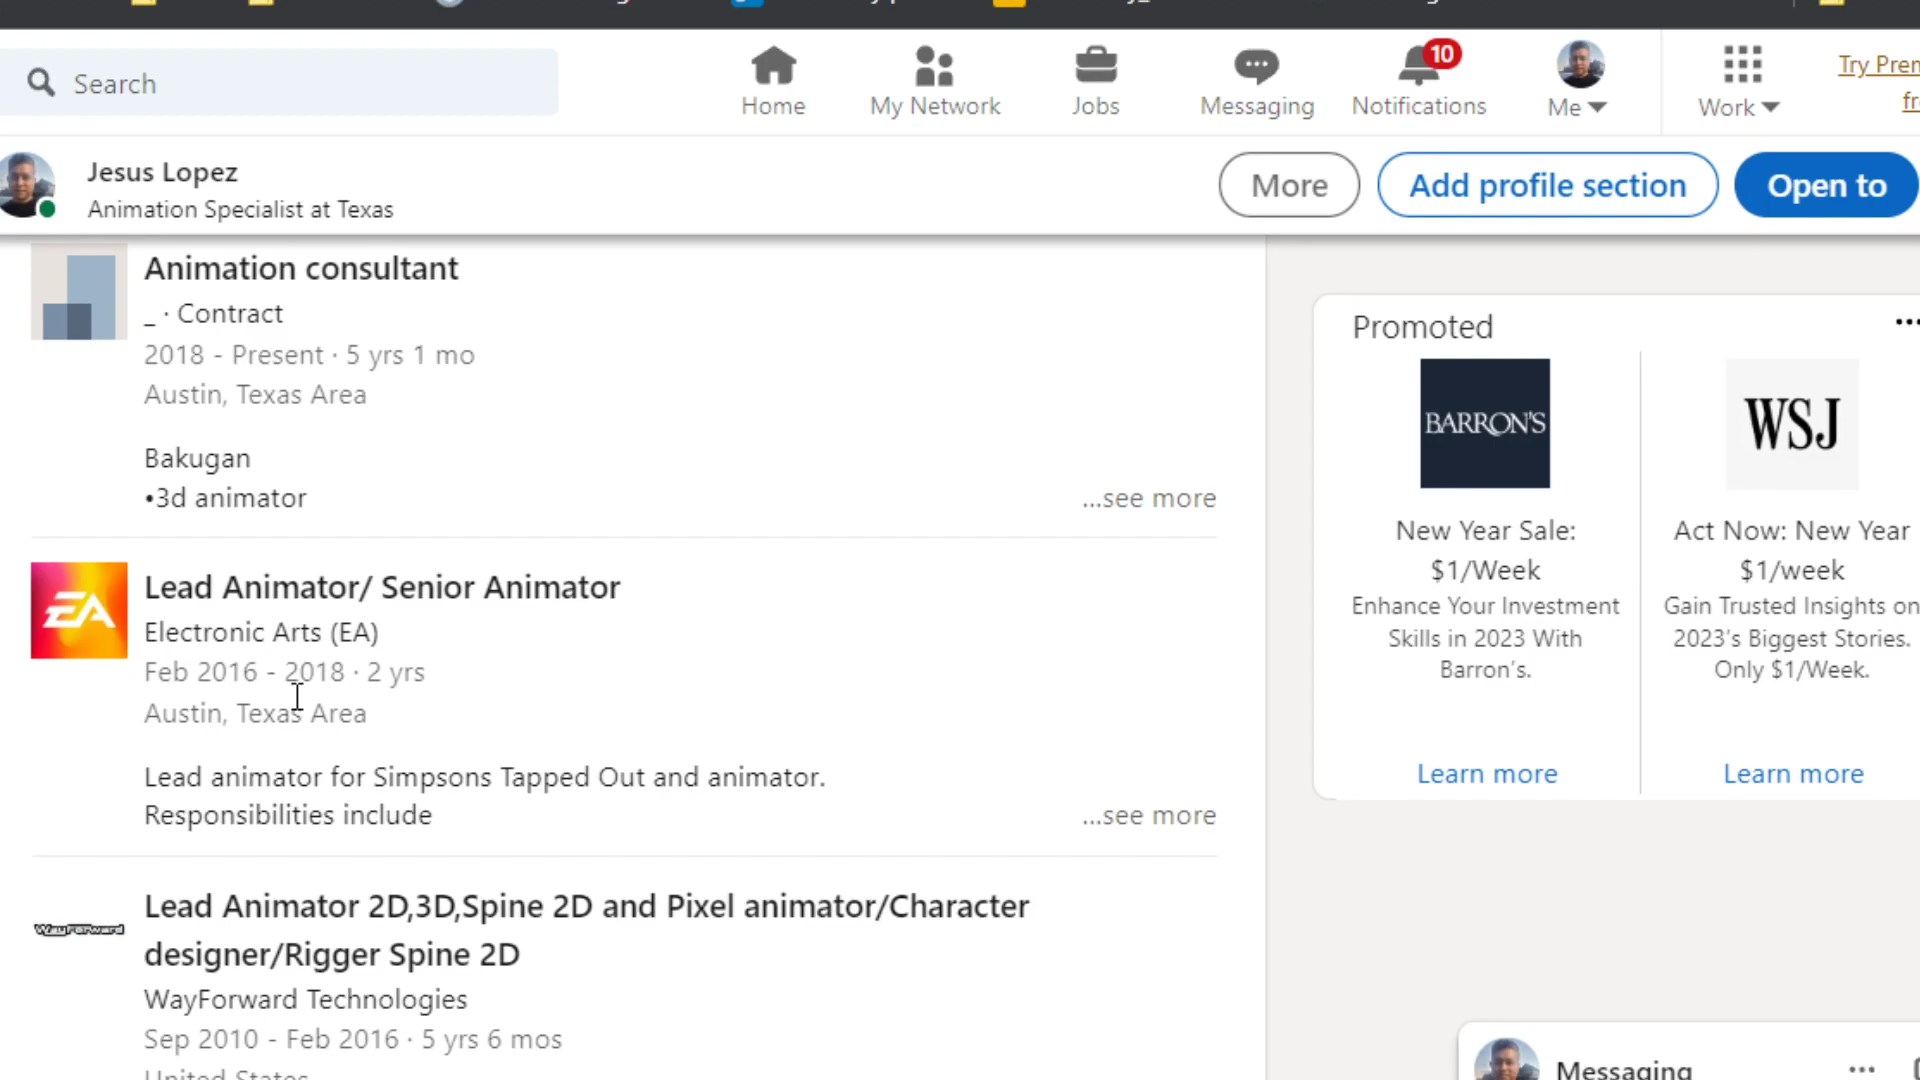 Search
Home
My Network
Jobs
Messaging
10
Notifications
Me
Work
Try Prem
fr
Jesus Lopez
Animation Specialist at Texas
More
Add profile section
Open to
Animation consultant
_ · Contract
2018 - Present · 5 yrs 1 mo
Austin, Texas Area
Bakugan
•3d animator
...see more
EA
Lead Animator/ Senior Animator
Electronic Arts (EA)
Feb 2016 - 2018 · 2 yrs
Austin, Texas Area
Lead animator for Simpsons Tapped Out and animator.
Responsibilities include
...see more
WayForward
Lead Animator 2D,3D,Spine 2D and Pixel animator/Character
designer/Rigger Spine 2D
WayForward Technologies
Sep 2010 - Feb 2016 · 5 yrs 6 mos
United States
Promoted
BARRON'S
New Year Sale:
$1/Week
Enhance Your Investment
Skills in 2023 With
Barron's.
Learn more
WSJ
Act Now: New Year
$1/week
Gain Trusted Insights on
2023's Biggest Stories.
Only $1/Week.
Learn more
Messaging